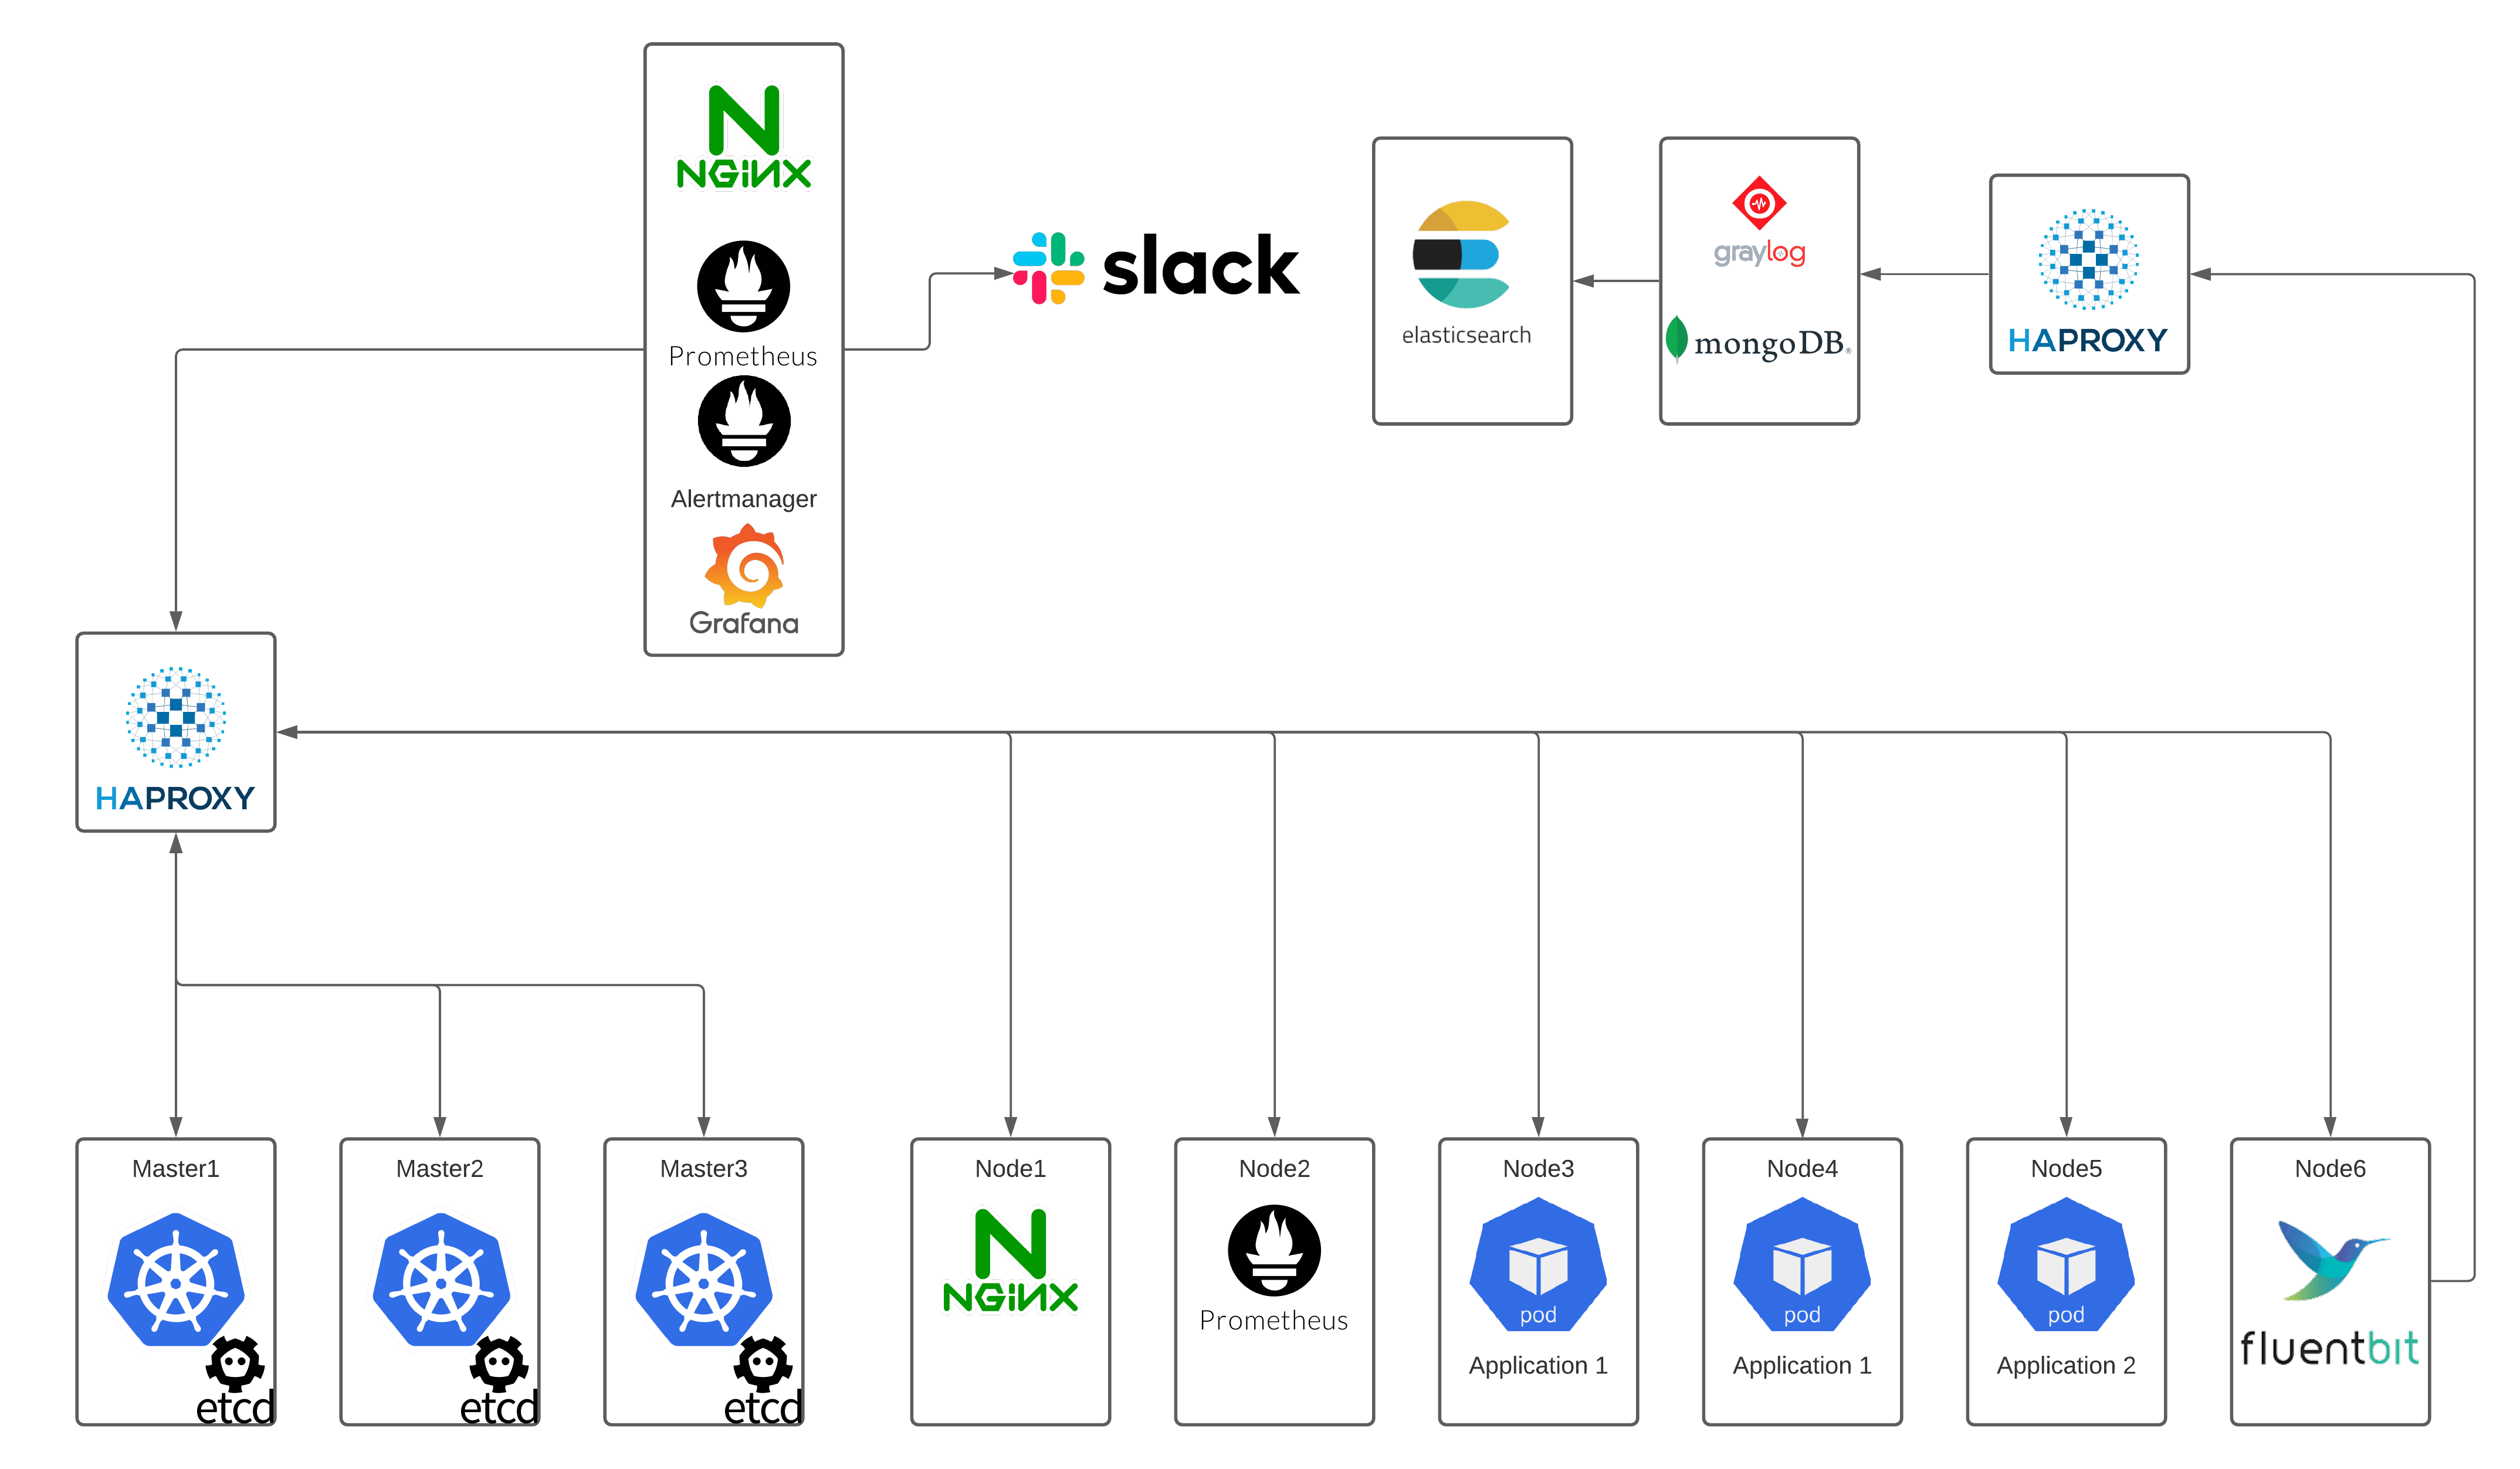 NGINX
Prometheus
Alertmanager
Grafana
slack
elasticsearch
graylog
mongoDB®
HAPROXY
HAPROXY
Master1
etcd
Master2
etcd
Master3
etcd
Node1
NGINX
Node2
Prometheus
Node3
pod
Application 1
Node4
pod
Application 1
Node5
pod
Application 2
Node6
fluentbit